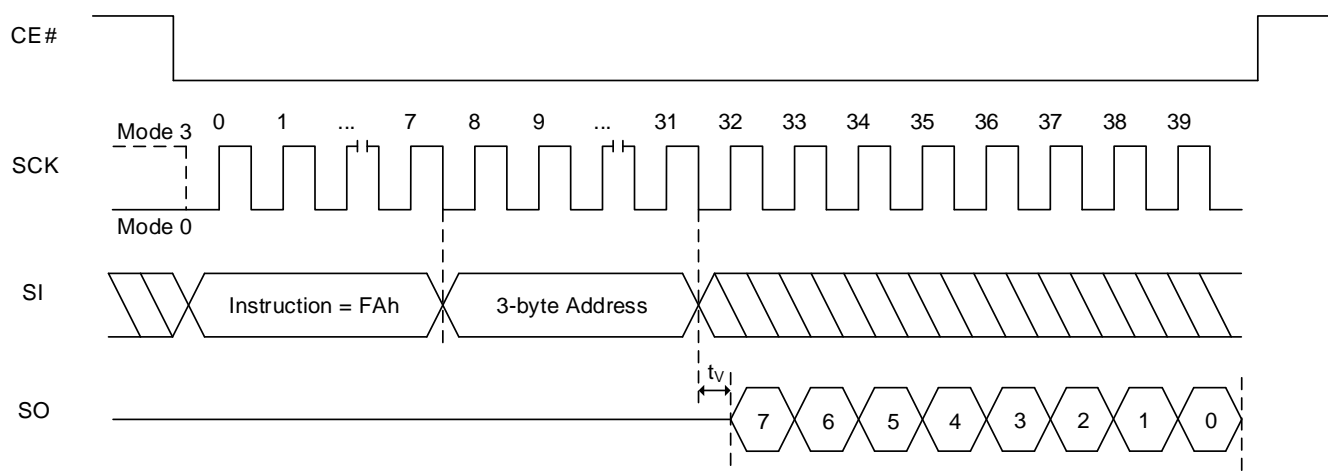 CE#
0 1 ... 7 8 9 ... 31 32 33 34 35 36 37 38 39
Mode 3
SCK
Mode 0
SI
Instruction = FAh
3-byte Address
tV
SO
7 6 5 4 3 2 1 0